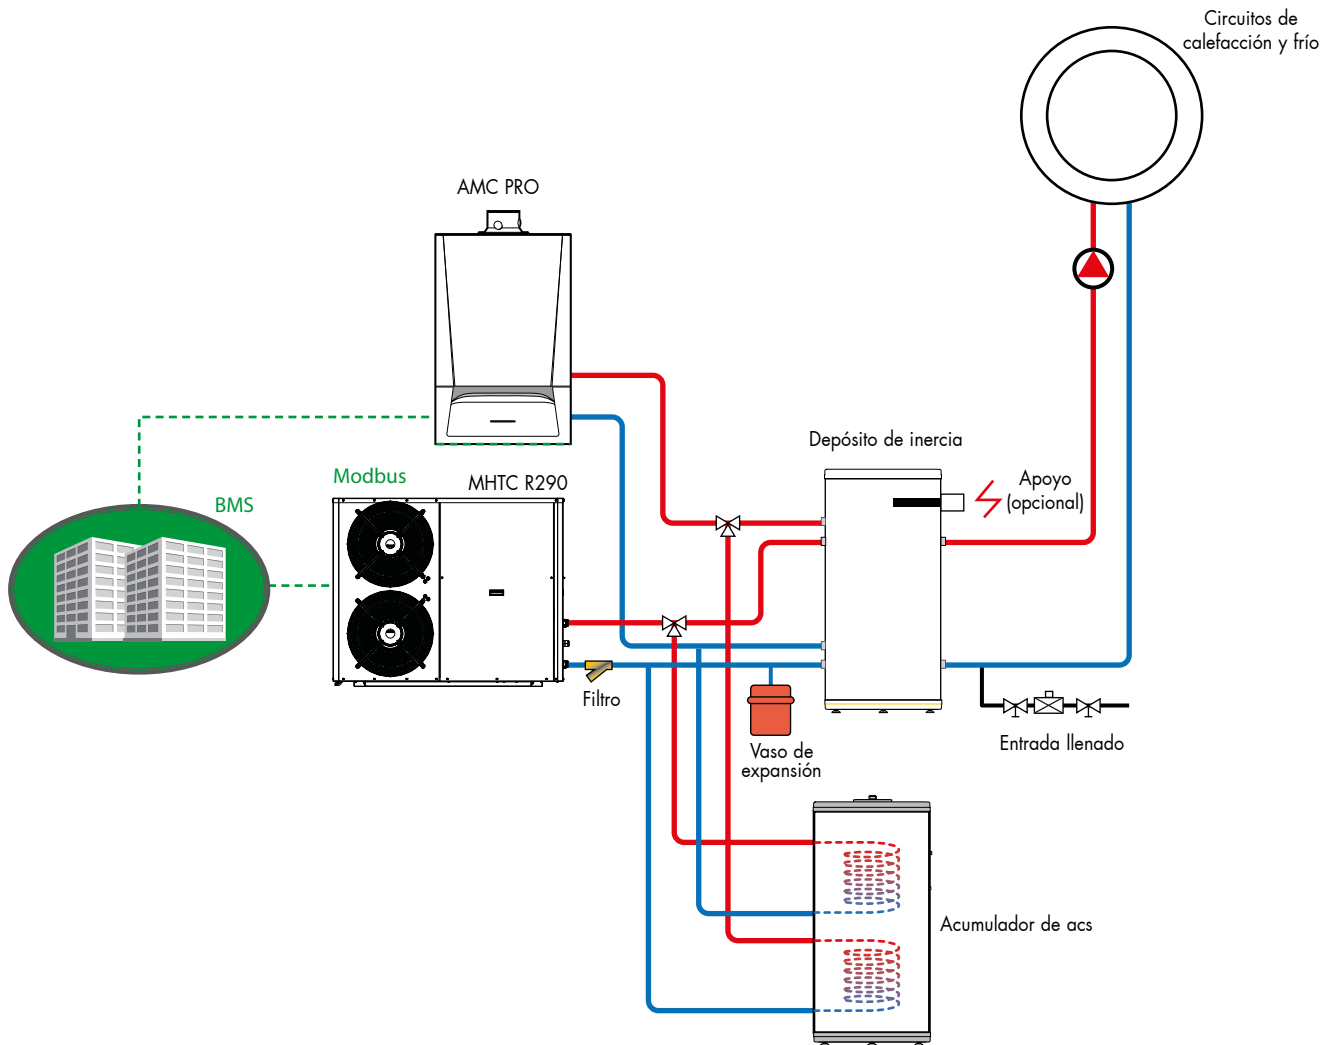 Circuitos de
calefacción y frío
AMC PRO
Depósito de inercia
Apoyo
(opcional)
Modbus
MHTC R290
BMS
Filtro
Vaso de
expansión
Entrada llenado
Acumulador de acs